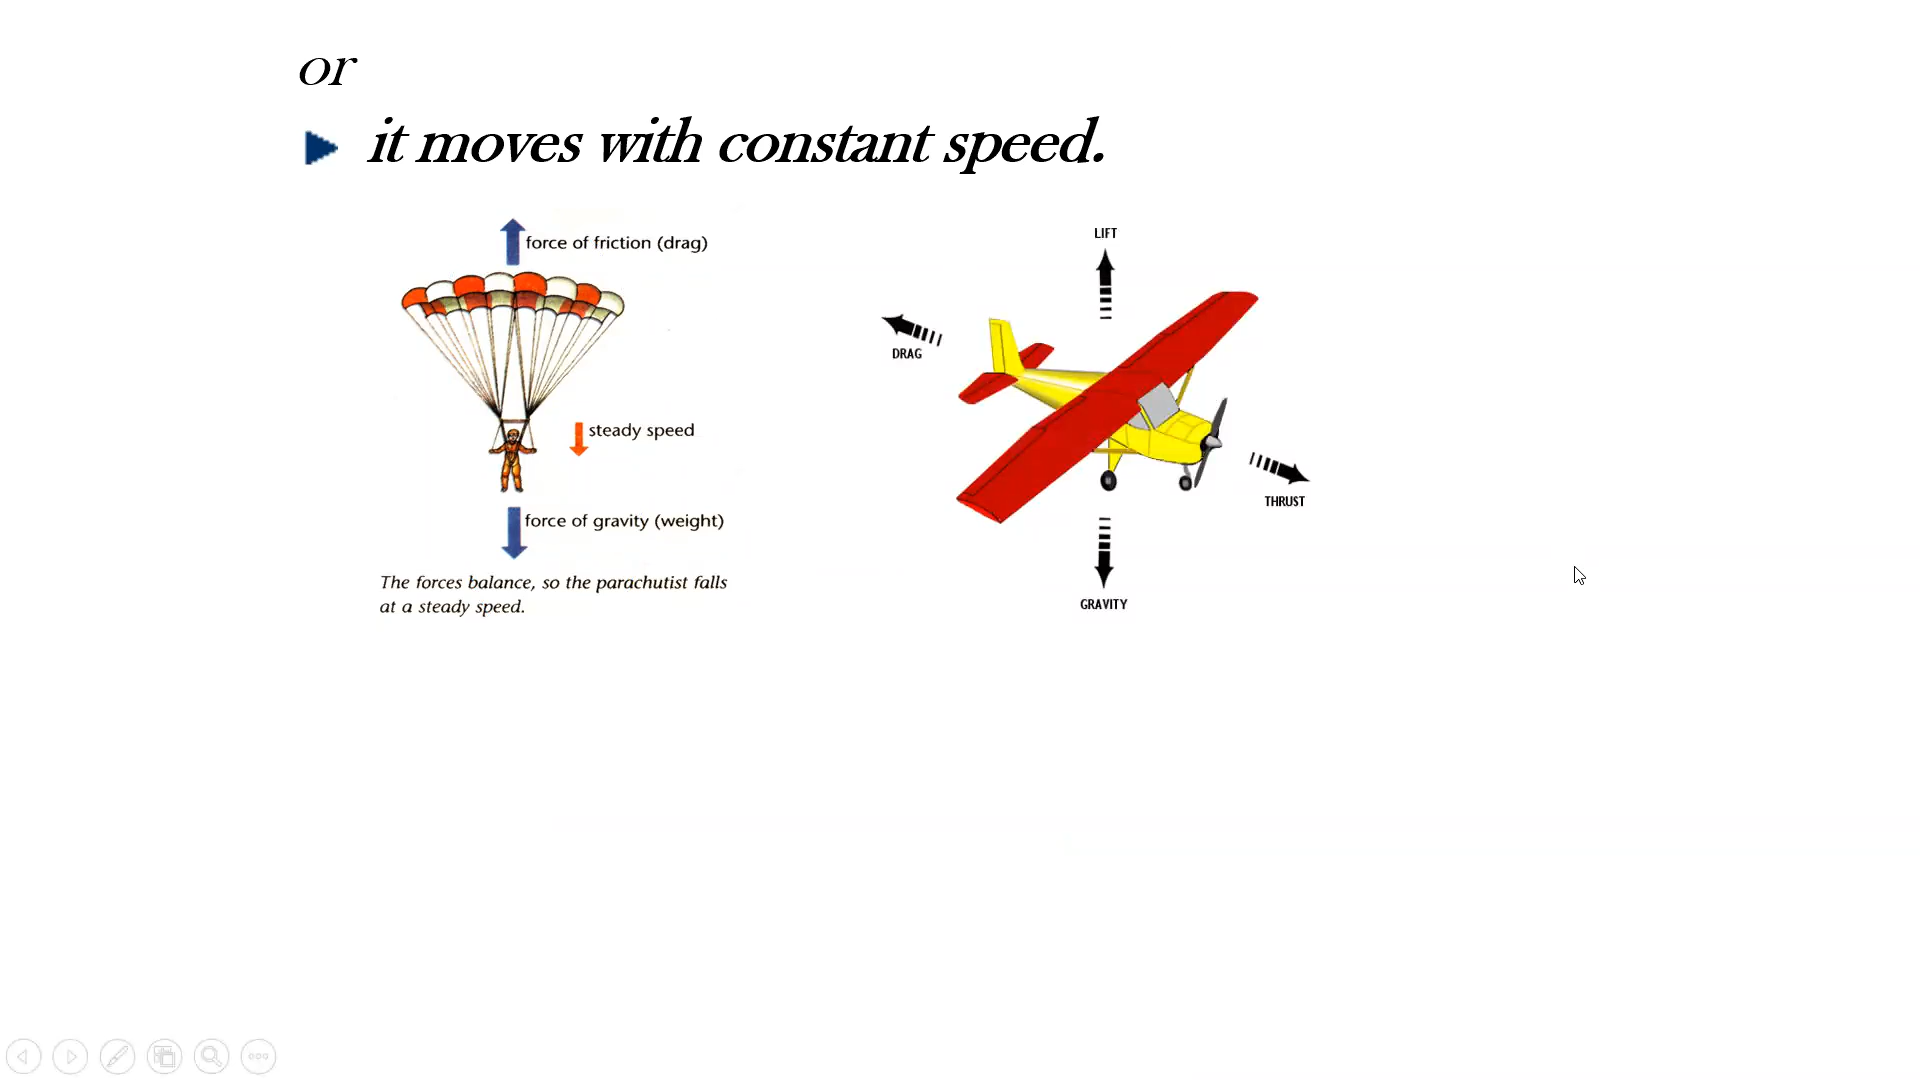 or
it moves with constant speed.
force of friction (drag)
steady speed
force of gravity (weight)
The forces balance, so the parachutist falls
at a steady speed.
LIFT
DRAG
THRUST
GRAVITY